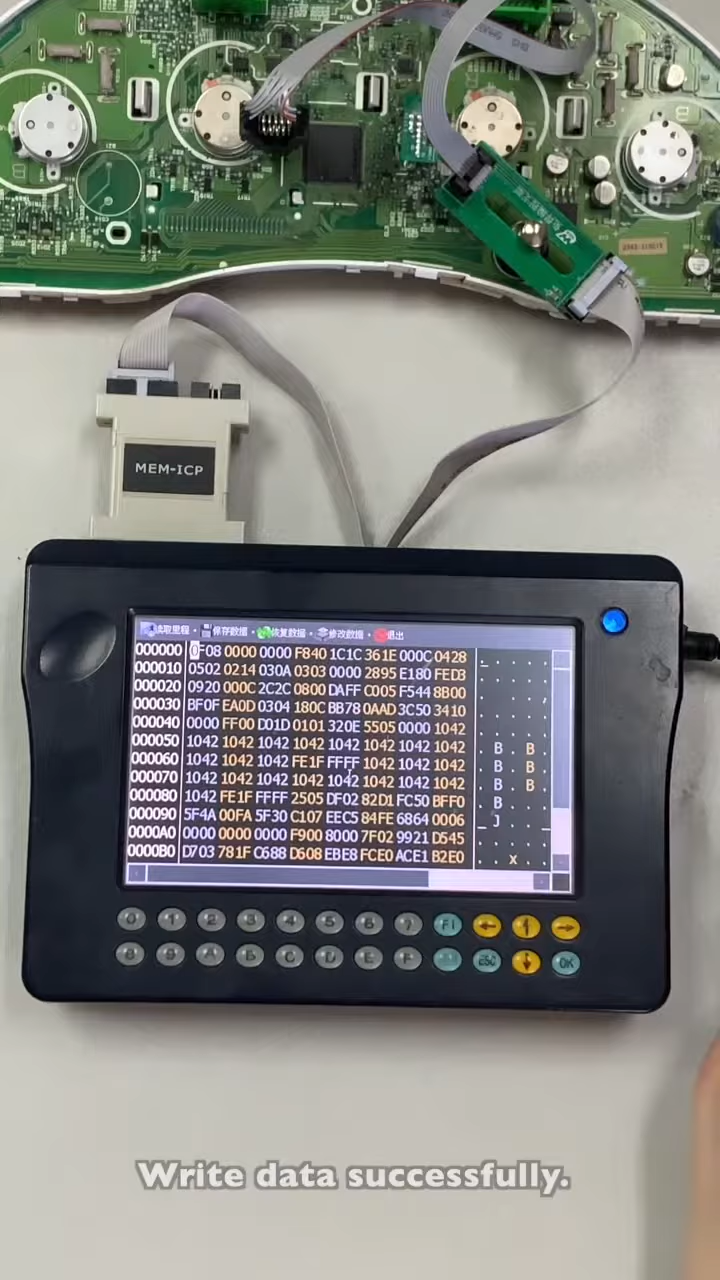 MEM-ICP
读取里程 保存数据 恢复数据 修改数据 退出
000000 0F08 0000 0000 F840 1C1C 361E 000C 0428
000010 0502 0214 030A 0303 0000 2895 E180 FED3
000020 0920 000C 2C2C 0800 DAFF C005 F544 8B00
000030 BF0F EA0D 0304 180C BB78 0AAD 3C50 3410
000040 0000 FF00 D01D 0101 320E 5505 0000 1042
000050 1042 1042 1042 1042 1042 1042 1042 1042 . B . B
000060 1042 1042 1042 FE1F FFFF 1042 1042 1042 . B . B
000070 1042 1042 1042 1042 1042 1042 1042 1042 . B . B
000080 1042 FE1F FFFF 2505 DF02 82D1 FC50 BFF0 . B . .
000090 5F4A 00FA 5F30 C107 EEC5 84FE 6864 0006 _ J . _
0000A0 0000 0000 0000 F900 8000 7F02 9921 D545
0000B0 D703 781F C688 D608 EBE8 FCE0 ACE1 B2E0 . . x .
0 1 2 3 4 5 6 7 F1
8 9 A B C D E F ESC OK
Write data successfully.